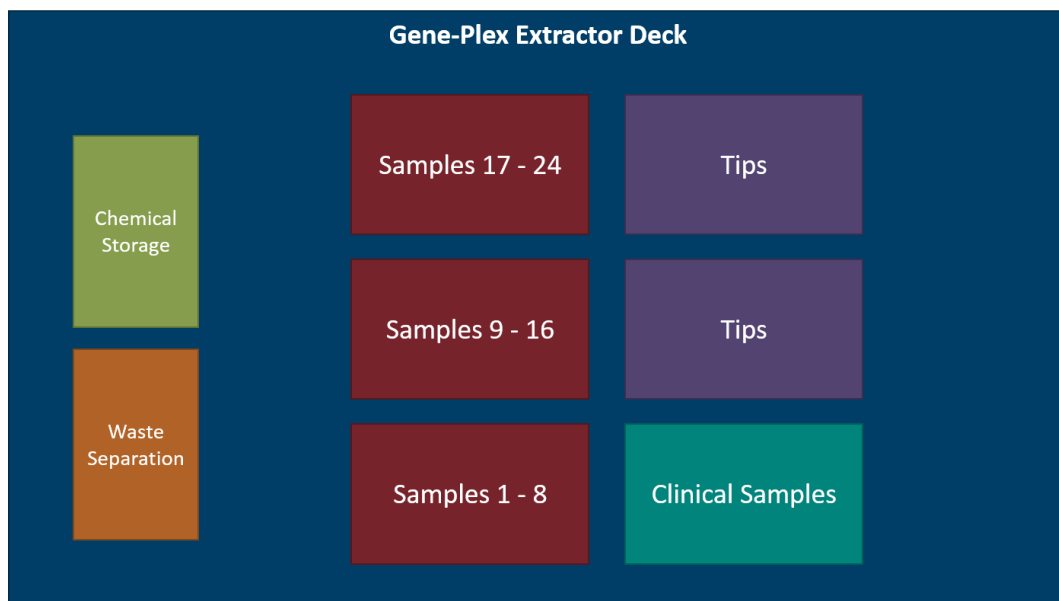 Gene-Plex Extractor Deck
Samples 17 - 24
Tips
Chemical
Storage
Samples 9 - 16
Tips
Waste
Separation
Samples 1 - 8
Clinical Samples